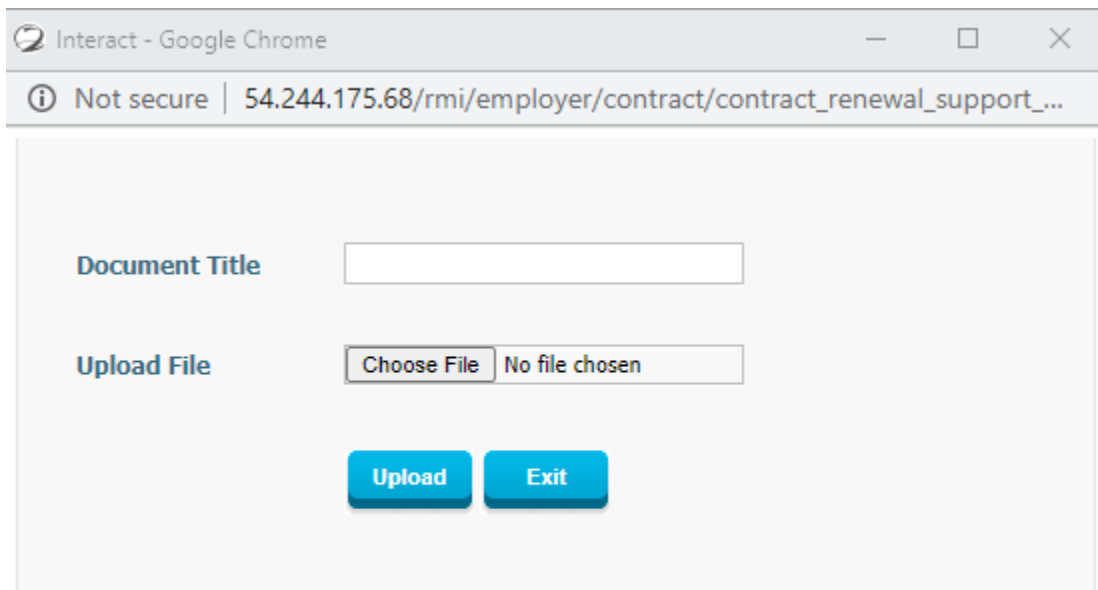 Interact - Google Chrome
Not secure | 54.244.175.68/rmi/employer/contract/contract_renewal_support_...
Document Title
Upload File Choose File No file chosen
Upload Exit